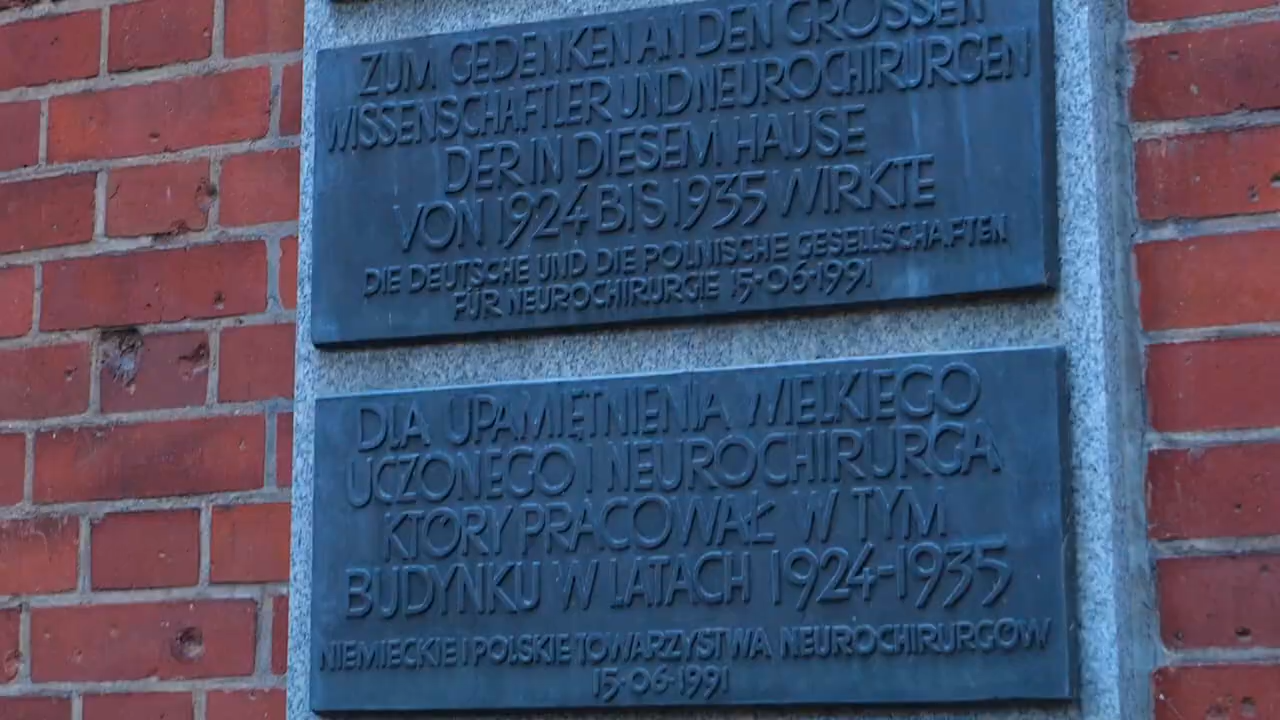 ZUM GEDENKEN AN DEN GROSSEN
WISSENSCHAFTLER UND NEUROCHIRURGEN
DER IN DIESEM HAUSE
VON 1924 BIS 1935 WIRKTE
DIE DEUTSCHE UND DIE POLNISCHE GESELLSCHAFTEN
FÜR NEUROCHIRURGIE 15·06·1991
DLA UPAMIĘTNIENIA WIELKIEGO
UCZONEGO I NEUROCHIRURGA
KTÓRY PRACOWAŁ W TYM
BUDYNKU W LATACH 1924-1935
NIEMIECKIE I POLSKIE TOWARZYSTWA NEUROCHIRURGÓW
15·06·1991